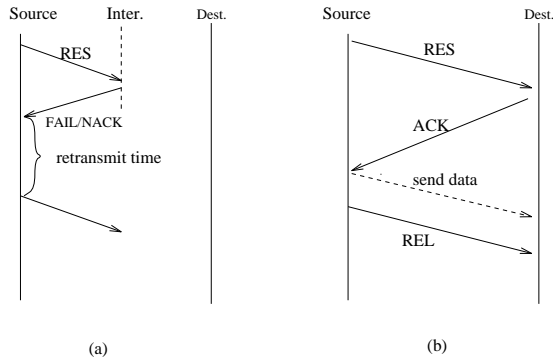 Source Inter. Dest.
RES
FAIL/NACK
retransmit time
(a)
Source Dest.
RES
ACK
send data
REL
(b)